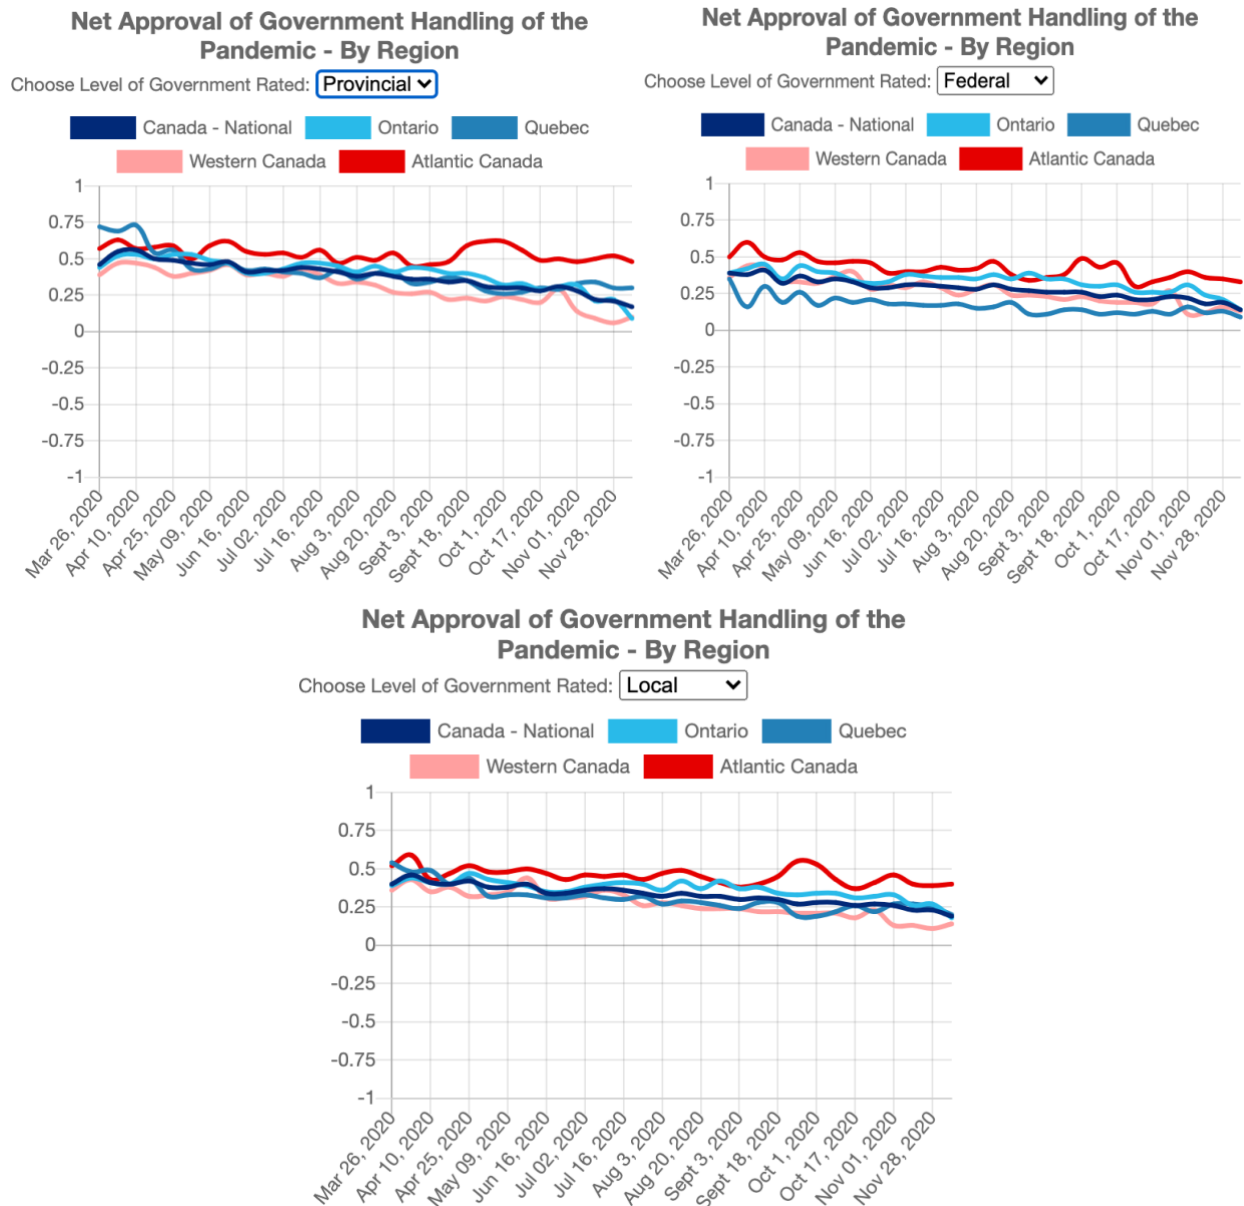 Net Approval of Government Handling of the
Pandemic - By Region
Choose Level of Government Rated: Provincial
Canada - National Ontario Quebec
Western Canada Atlantic Canada
1
0.75
0.5
0.25
0
-0.25
-0.5
-0.75
-1
Mar 26, 2020
Apr 10, 2020
Apr 25, 2020
May 09, 2020
Jun 16, 2020
Jul 02, 2020
Jul 16, 2020
Aug 3, 2020
Aug 20, 2020
Sept 3, 2020
Sept 18, 2020
Oct 1, 2020
Oct 17, 2020
Nov 01, 2020
Nov 28, 2020
Net Approval of Government Handling of the
Pandemic - By Region
Choose Level of Government Rated: Federal
Canada - National Ontario Quebec
Western Canada Atlantic Canada
1
0.75
0.5
0.25
0
-0.25
-0.5
-0.75
-1
Mar 26, 2020
Apr 10, 2020
Apr 25, 2020
May 09, 2020
Jun 16, 2020
Jul 02, 2020
Jul 16, 2020
Aug 3, 2020
Aug 20, 2020
Sept 3, 2020
Sept 18, 2020
Oct 1, 2020
Oct 17, 2020
Nov 01, 2020
Nov 28, 2020
Net Approval of Government Handling of the
Pandemic - By Region
Choose Level of Government Rated: Local
Canada - National Ontario Quebec
Western Canada Atlantic Canada
1
0.75
0.5
0.25
0
-0.25
-0.5
-0.75
-1
Mar 26, 2020
Apr 10, 2020
Apr 25, 2020
May 09, 2020
Jun 16, 2020
Jul 02, 2020
Jul 16, 2020
Aug 3, 2020
Aug 20, 2020
Sept 3, 2020
Sept 18, 2020
Oct 1, 2020
Oct 17, 2020
Nov 01, 2020
Nov 28, 2020